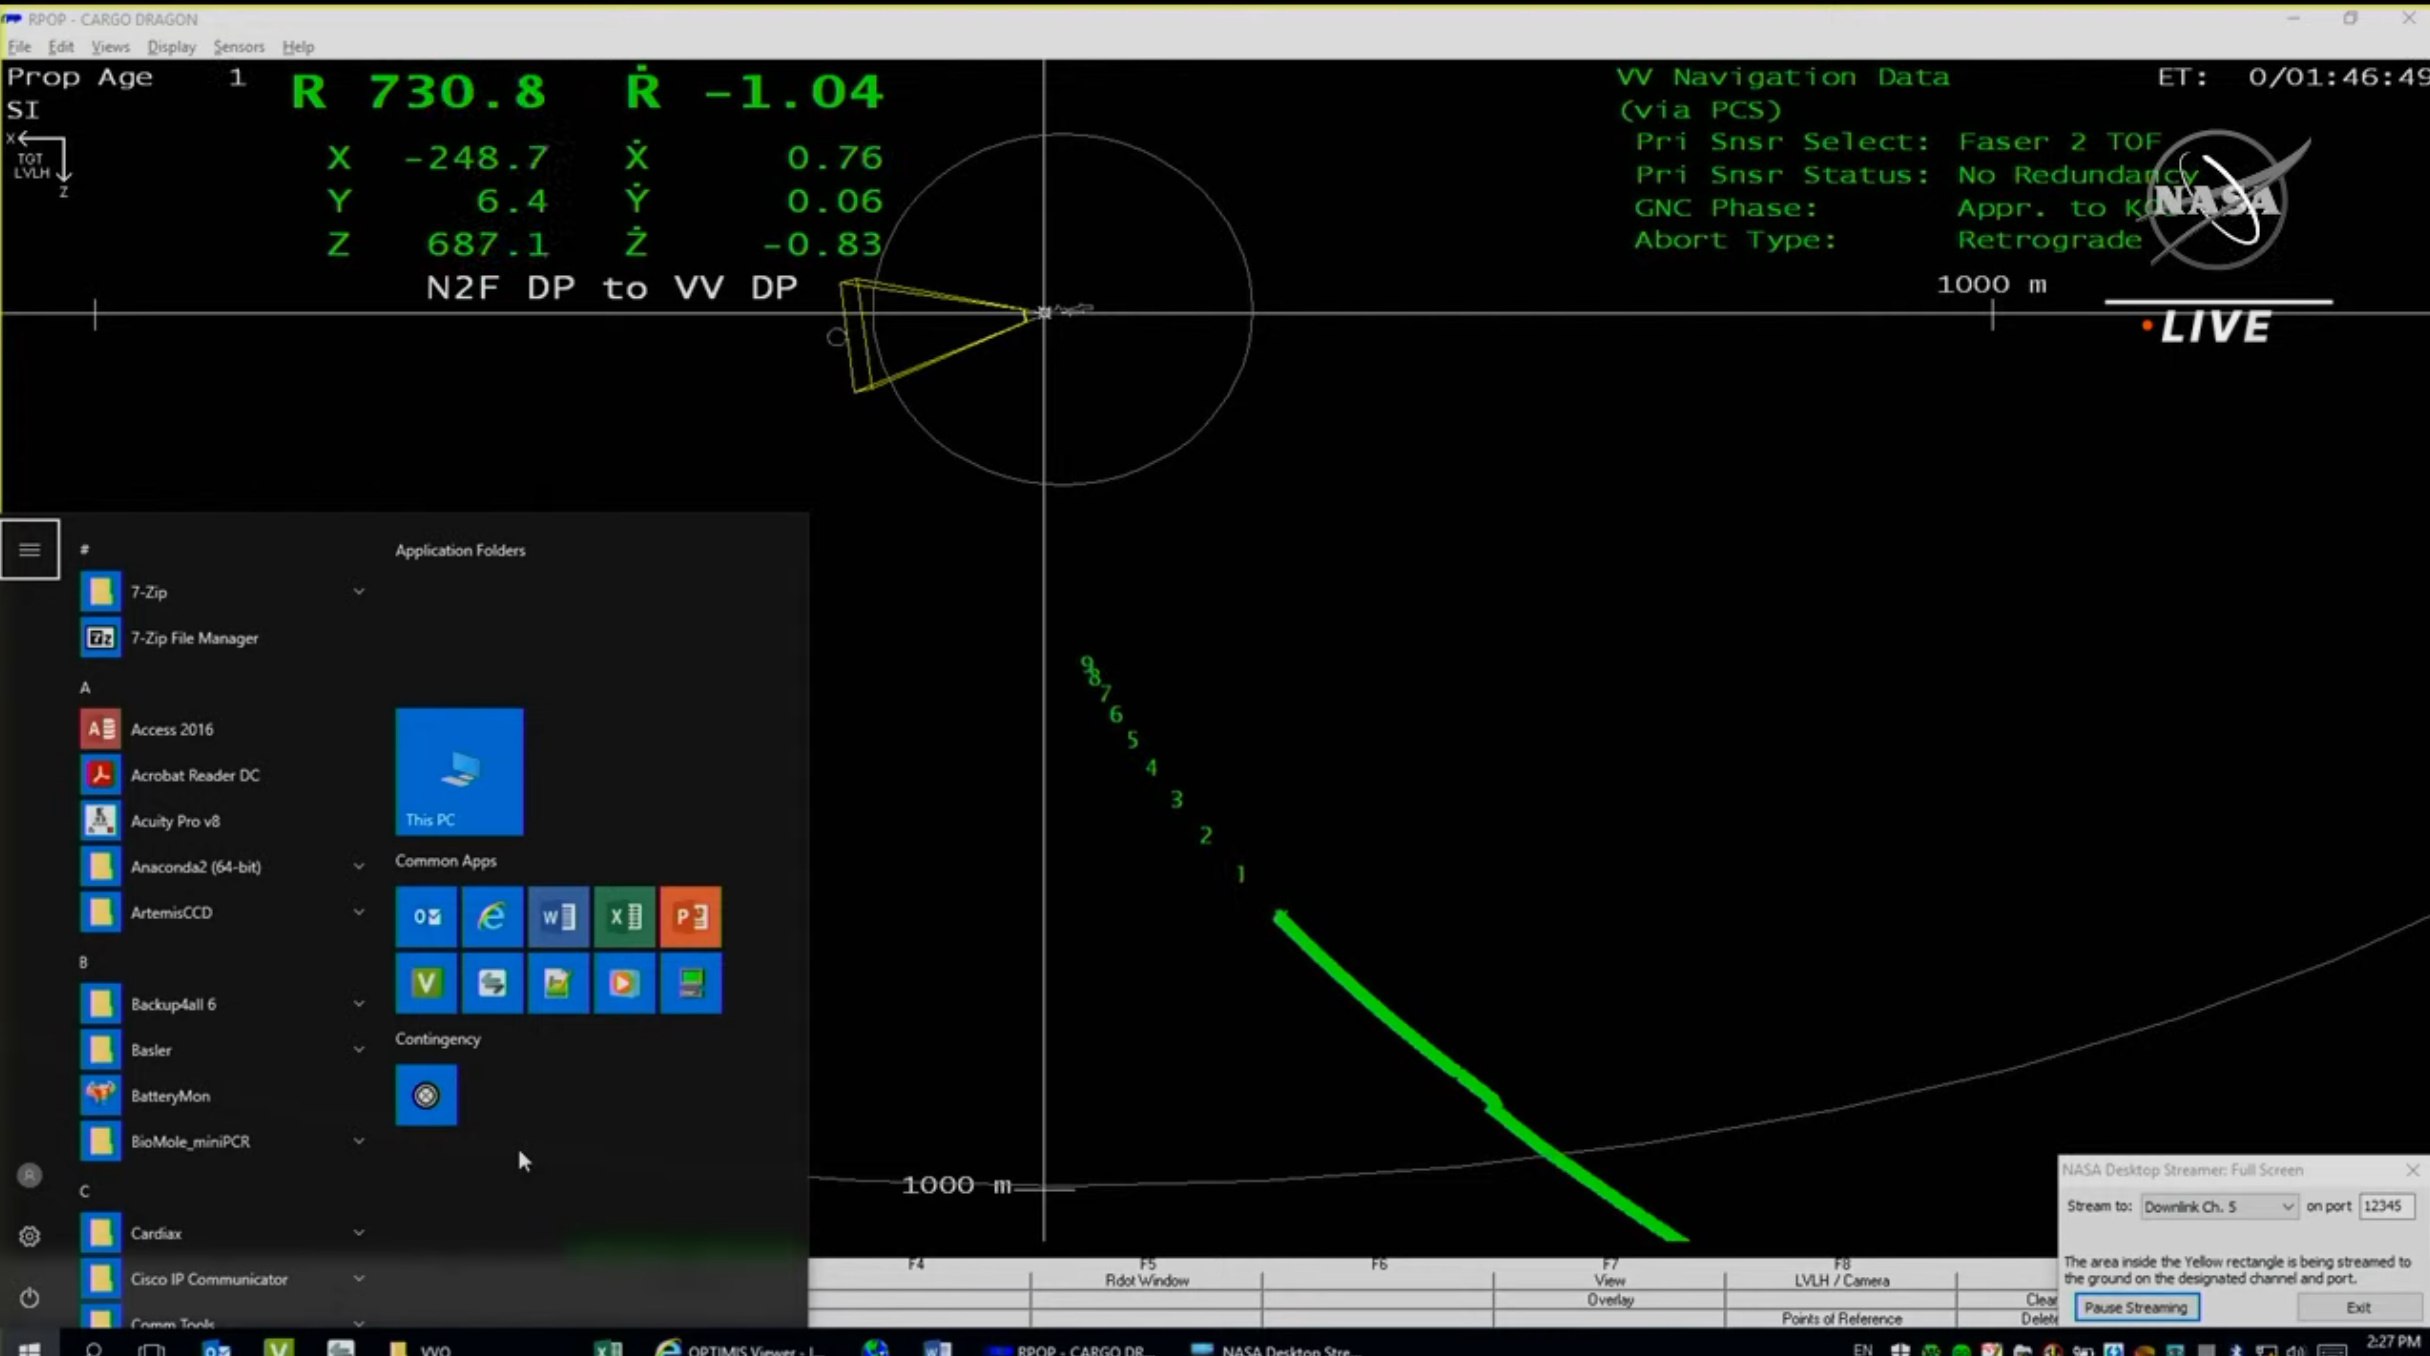 RPOP - CARGO DRAGON
File Edit Views Display Sensors Help
Prop Age 1
SI
R 730.8 Ṙ -1.04
X
TGT
LVLH
Z
X -248.7 Ẋ 0.76
Y 6.4 Ẏ 0.06
Z 687.1 Ż -0.83
N2F DP to VV DP
VV Navigation Data
(via PCS)
Pri Snsr Select: Faser 2 TOF
Pri Snsr Status: No Redundancy
GNC Phase: Appr. to
Abort Type: Retrograde
ET: 0/01:46:49
NASA
LIVE
1000 m
9
8
7
6
5
4
3
2
1
1000 m
#
7-Zip
7-Zip File Manager
A
Access 2016
Acrobat Reader DC
Acuity Pro v8
Anaconda2 (64-bit)
ArtemisCCD
B
Backup4all 6
Basler
BatteryMon
BioMole_miniPCR
C
Cardiax
Cisco IP Communicator
Comm Tools
Application Folders
This PC
Common Apps
Contingency
F4 F5 F6 F7 F8
Rdot Window View LVLH / Camera
Overlay Clear
Points of Reference Delete
NASA Desktop Streamer: Full Screen
Stream to: Downlink Ch. 5 on port 12345
The area inside the Yellow rectangle is being streamed to
the ground on the designated channel and port.
Pause Streaming Exit
VVO
OPTIMIS Viewer - I...
RPOP - CARGO DR...
NASA Desktop Stre...
EN
2:27 PM